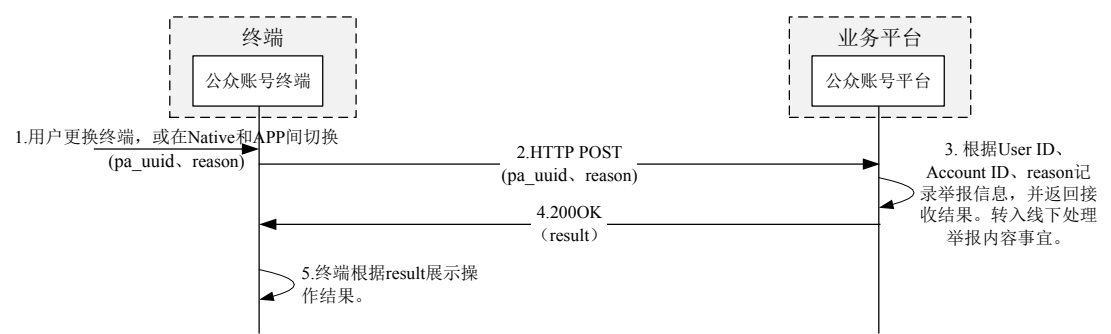 终端
业务平台
公众账号终端
公众账号平台
1.用户更换终端，或在Native和APP间切换
(pa_uuid、reason)
2.HTTP POST
(pa_uuid、reason)
3. 根据User ID、
Account ID、reason记
录举报信息，并返回接
收结果。转入线下处理
举报内容事宜。
4.200OK
（result）
5.终端根据result展示操
作结果。